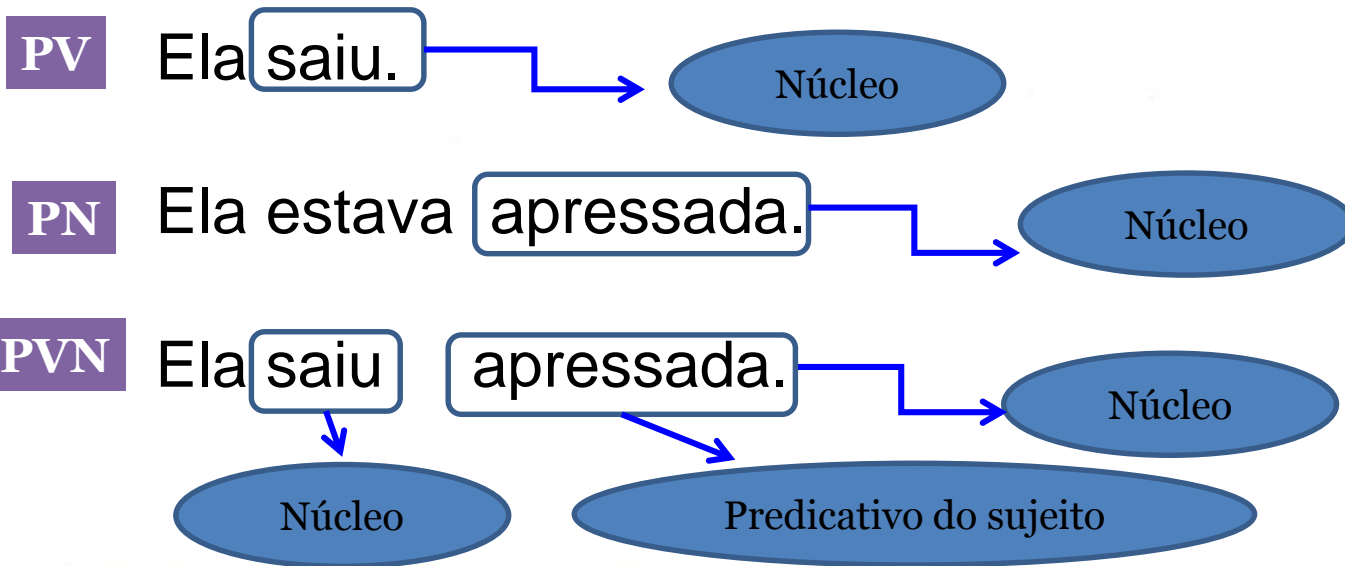 PV Ela saiu. Núcleo
PN Ela estava apressada. Núcleo
PVN Ela saiu apressada. Núcleo
Núcleo Predicativo do sujeito